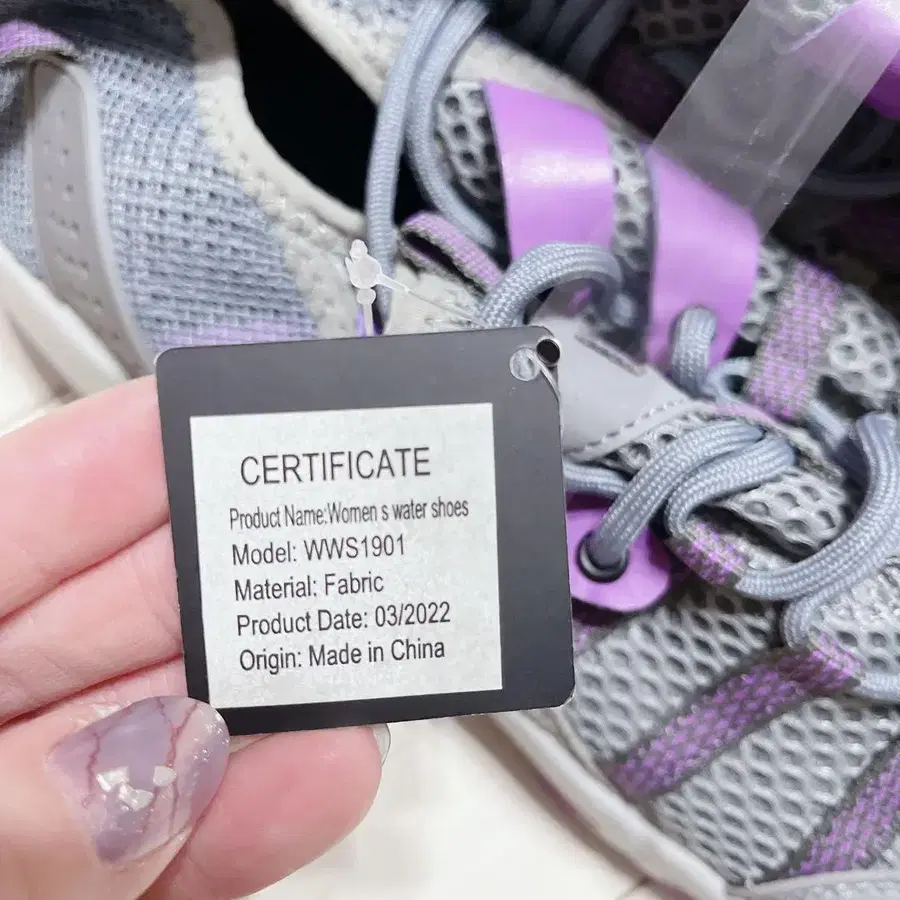 CERTIFICATE
Product Name:Women s water shoes
Model: WWS1901
Material: Fabric
Product Date: 03/2022
Origin: Made in China